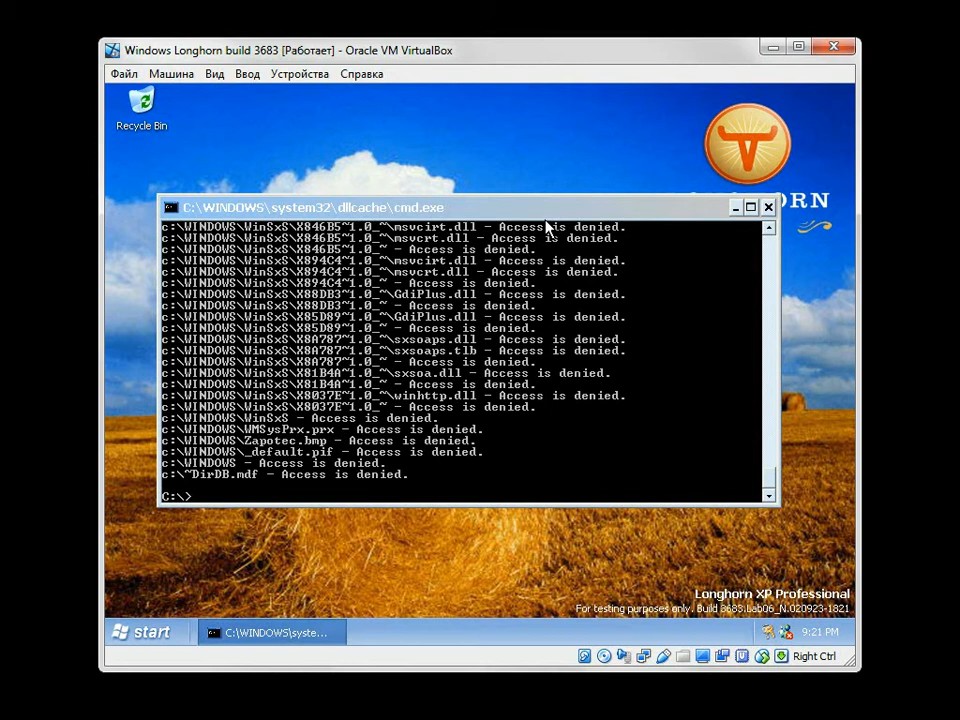 Windows Longhorn build 3683 [Работает] - Oracle VM VirtualBox
Файл Машина Вид Ввод Устройства Справка
Recycle Bin
C:\WINDOWS\system32\dllcache\cmd.exe
c:\WINDOWS\WinSxS\X846B5~1.0_~\msvcirt.dll - Access is denied.
c:\WINDOWS\WinSxS\X846B5~1.0_~\msvcrt.dll - Access is denied.
c:\WINDOWS\WinSxS\X846B5~1.0_~ - Access is denied.
c:\WINDOWS\WinSxS\X894C4~1.0_~\msvcirt.dll - Access is denied.
c:\WINDOWS\WinSxS\X894C4~1.0_~\msvcrt.dll - Access is denied.
c:\WINDOWS\WinSxS\X894C4~1.0_~ - Access is denied.
c:\WINDOWS\WinSxS\X88DB3~1.0_~\GdiPlus.dll - Access is denied.
c:\WINDOWS\WinSxS\X88DB3~1.0_~ - Access is denied.
c:\WINDOWS\WinSxS\X85D89~1.0_~\GdiPlus.dll - Access is denied.
c:\WINDOWS\WinSxS\X85D89~1.0_~ - Access is denied.
c:\WINDOWS\WinSxS\X8A787~1.0_~\sxsoaps.dll - Access is denied.
c:\WINDOWS\WinSxS\X8A787~1.0_~\sxsoaps.tlb - Access is denied.
c:\WINDOWS\WinSxS\X8A787~1.0_~ - Access is denied.
c:\WINDOWS\WinSxS\X81B4A~1.0_~\sxsoa.dll - Access is denied.
c:\WINDOWS\WinSxS\X81B4A~1.0_~ - Access is denied.
c:\WINDOWS\WinSxS\X8037E~1.0_~\winhttp.dll - Access is denied.
c:\WINDOWS\WinSxS\X8037E~1.0_~ - Access is denied.
c:\WINDOWS\WinSxS - Access is denied.
c:\WINDOWS\WMSysPrx.prx - Access is denied.
c:\WINDOWS\Zapotec.bmp - Access is denied.
c:\WINDOWS\_default.pif - Access is denied.
c:\WINDOWS - Access is denied.
c:\~DirDB.mdf - Access is denied.
C:\>
Longhorn XP Professional
For testing purposes only. Build 3683.Lab06_N.020923-1821
start
C:\WINDOWS\syste...
9:21 PM
Right Ctrl